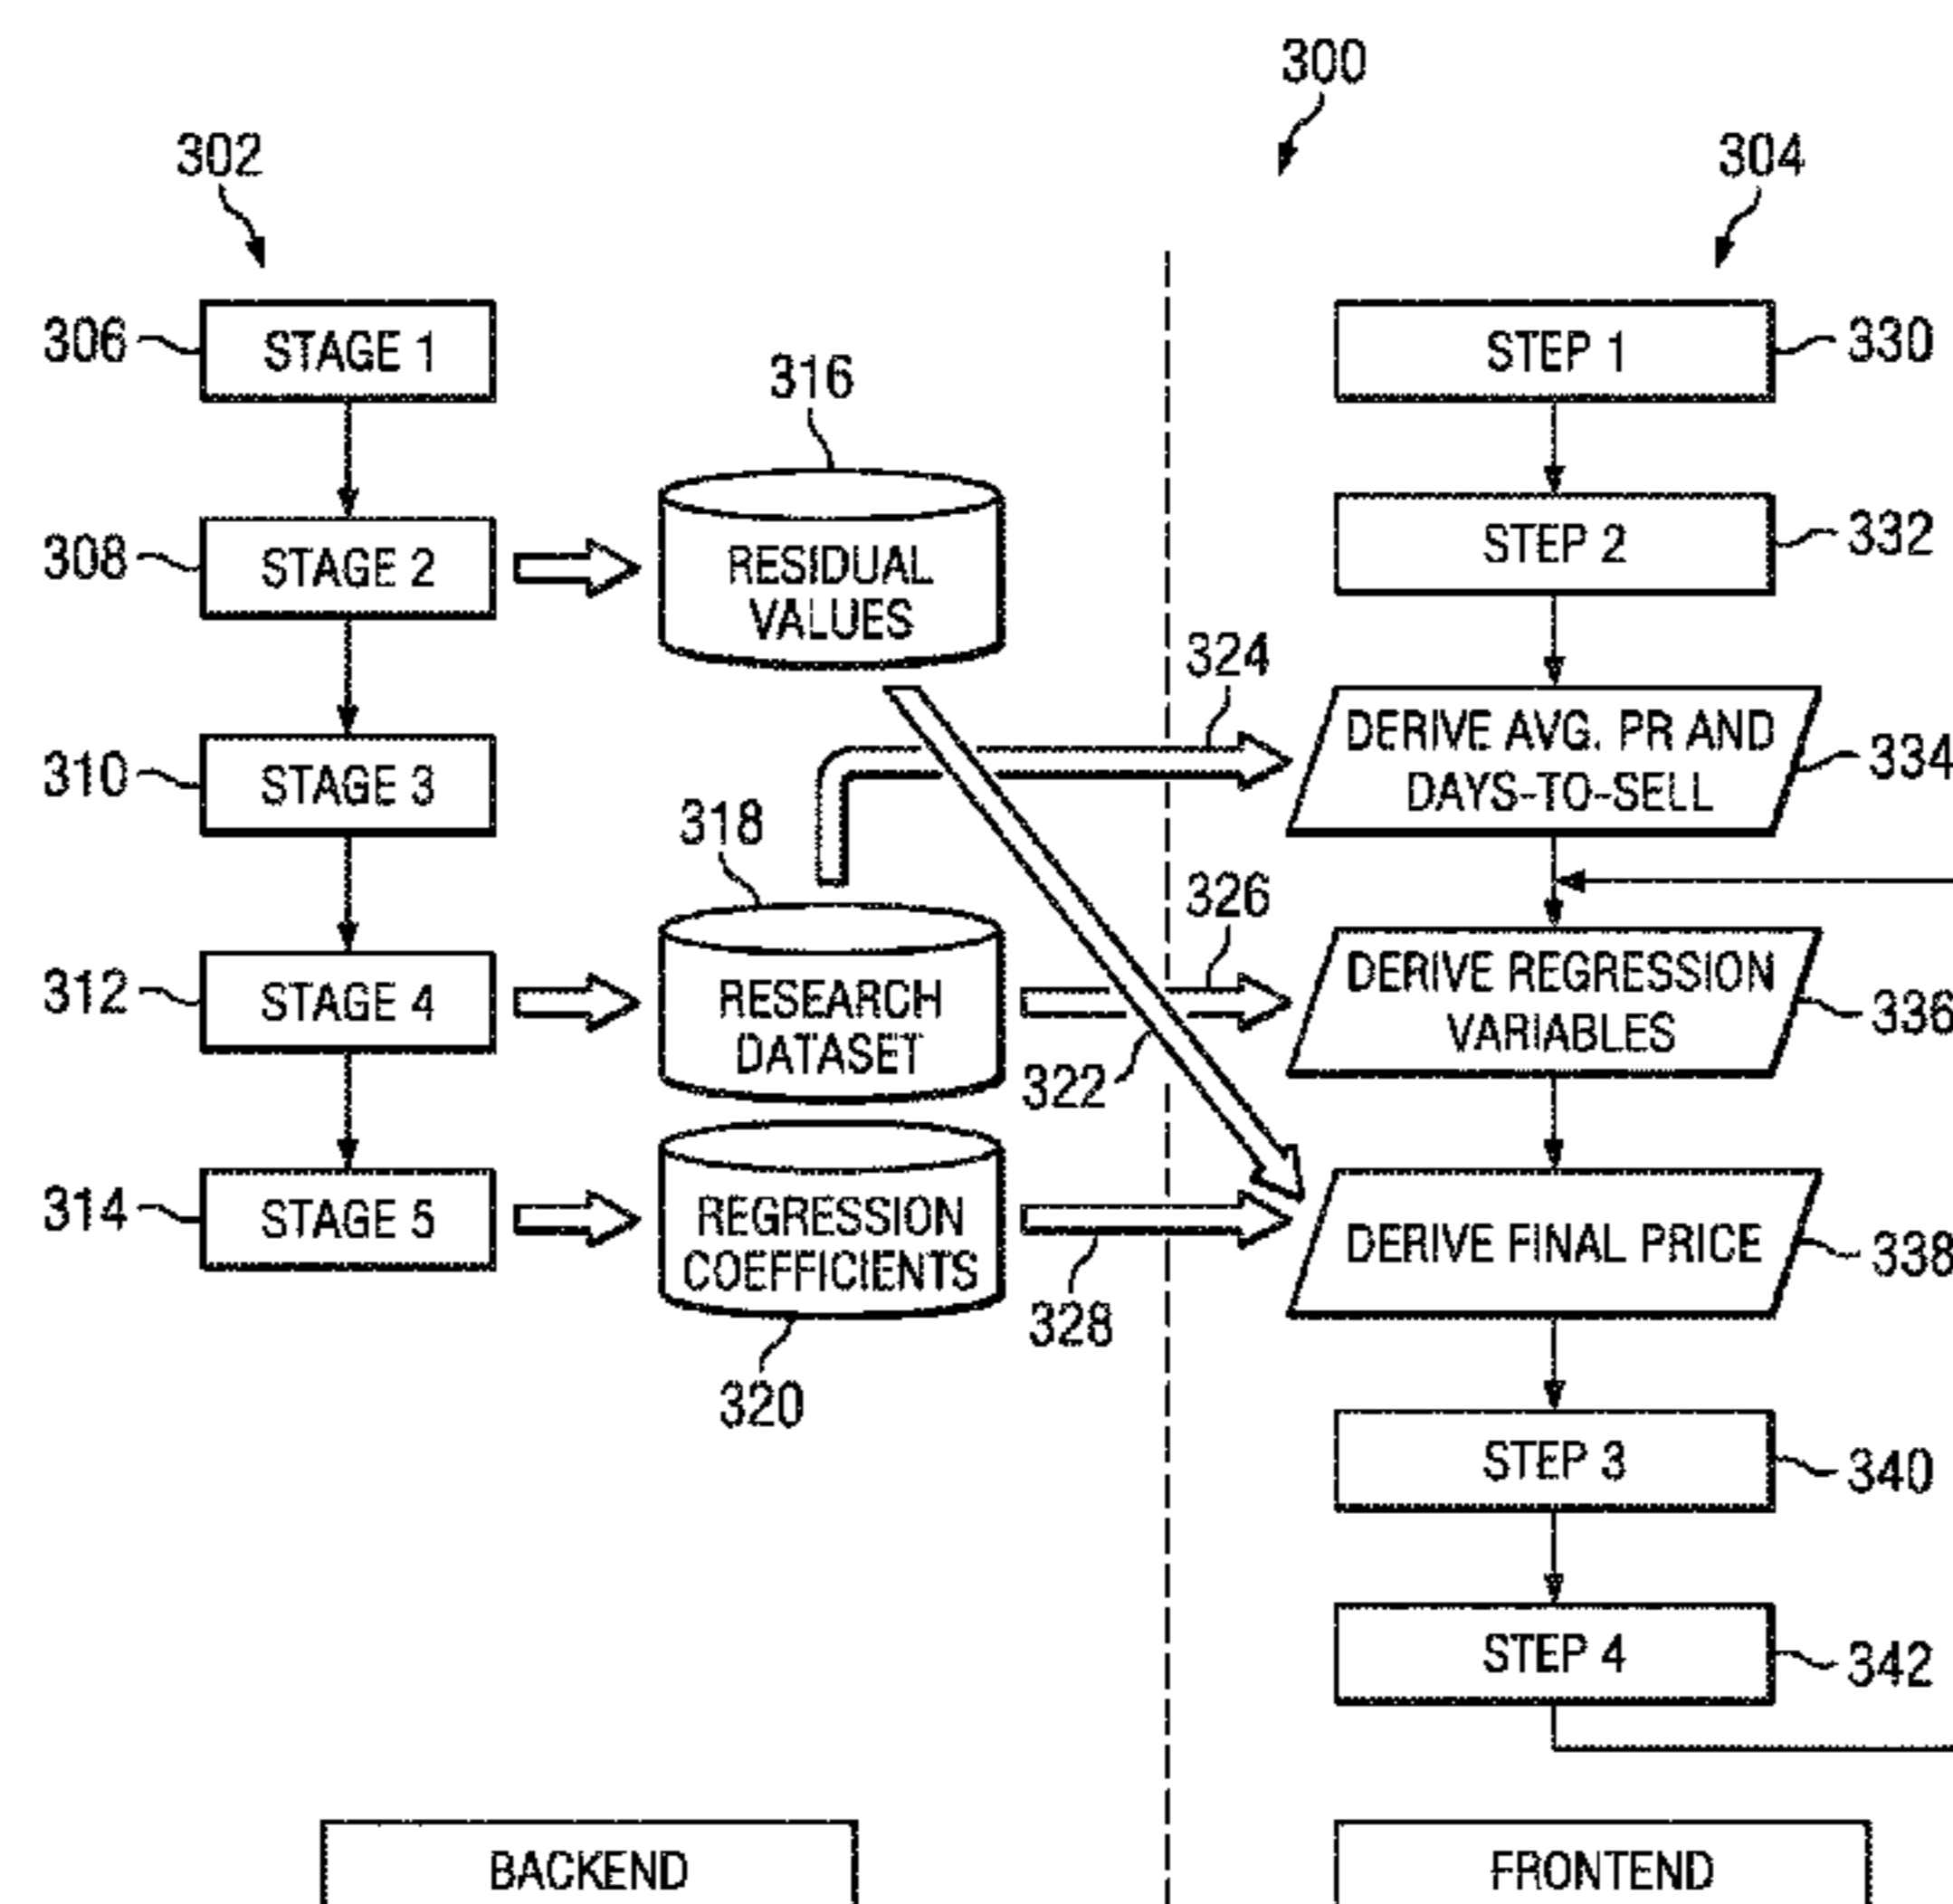 300
302
304
306
STAGE 1
STEP 1
330
316
308
STAGE 2
RESIDUAL
VALUES
STEP 2
332
324
310
STAGE 3
DERIVE AVG. PR AND
DAYS-TO-SELL
334
318
326
312
STAGE 4
RESEARCH
DATASET
DERIVE REGRESSION
VARIABLES
336
322
314
STAGE 5
REGRESSION
COEFFICIENTS
DERIVE FINAL PRICE
338
328
320
STEP 3
340
STEP 4
342
BACKEND
FRONTEND